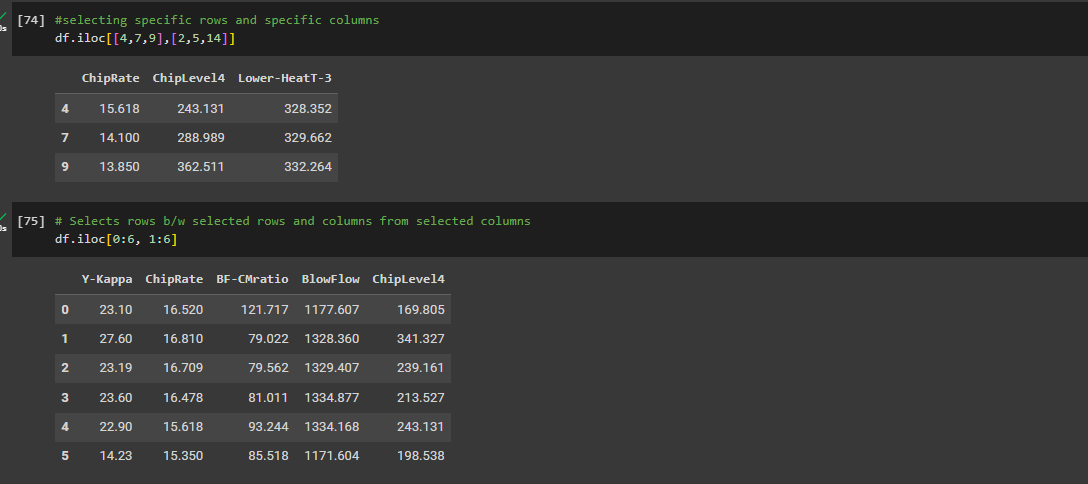 [74] #selecting specific rows and specific columns
df.iloc[[4,7,9],[2,5,14]]
ChipRate ChipLevel4 Lower-HeatT-3
4 15.618 243.131 328.352
7 14.100 288.989 329.662
9 13.850 362.511 332.264
[75] # Selects rows b/w selected rows and columns from selected columns
df.iloc[0:6, 1:6]
Y-Kappa ChipRate BF-CMratio BlowFlow ChipLevel4
0 23.10 16.520 121.717 1177.607 169.805
1 27.60 16.810 79.022 1328.360 341.327
2 23.19 16.709 79.562 1329.407 239.161
3 23.60 16.478 81.011 1334.877 213.527
4 22.90 15.618 93.244 1334.168 243.131
5 14.23 15.350 85.518 1171.604 198.538